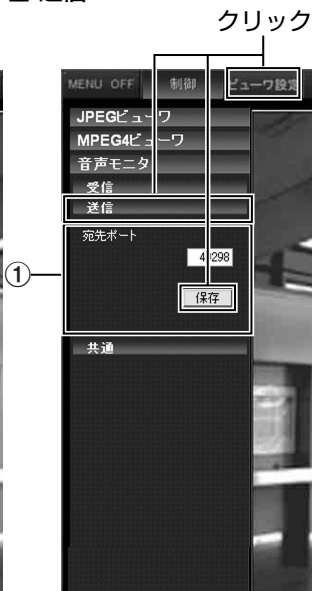 クリック
MENU OFF 制御 ビューワ設定
JPEGビューワ
MPEG4ビューワ
音声モニタ
受信
送信
宛先ポート
①
保存
共通